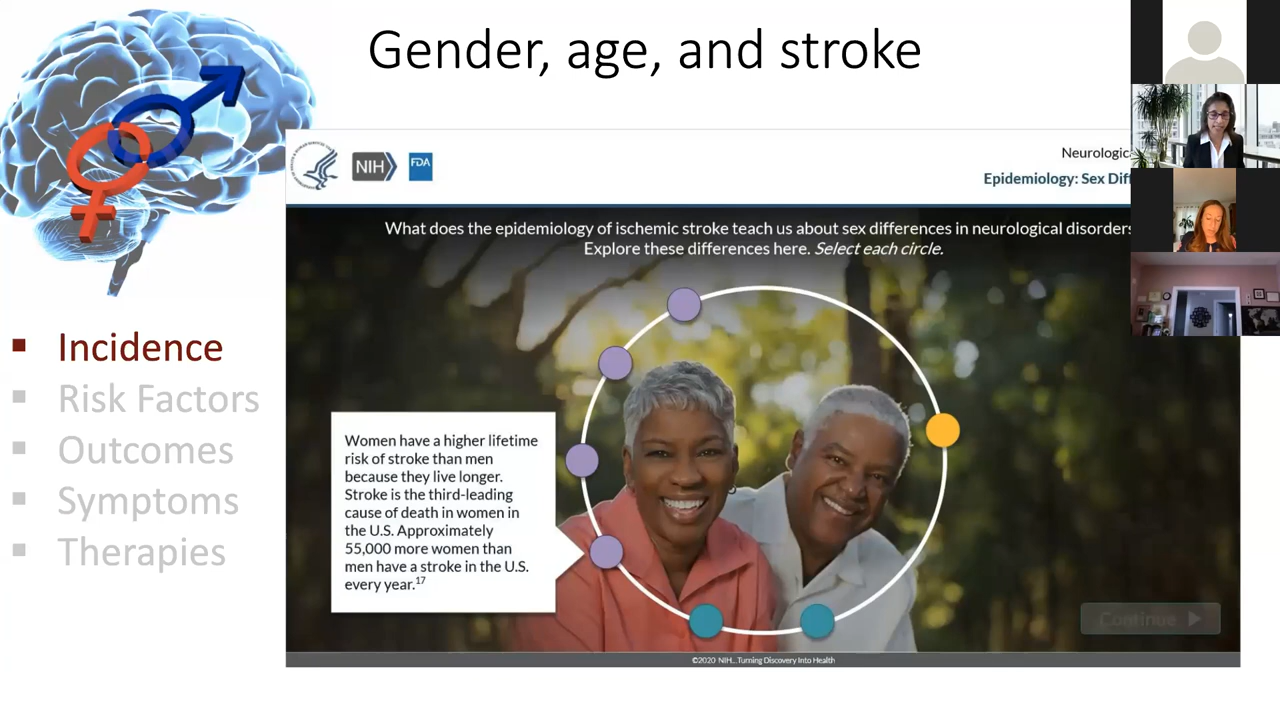 Gender, age, and stroke
NIH
FDA
Neurologic
Epidemiology: Sex Diff
What does the epidemiology of ischemic stroke teach us about sex differences in neurological disorders
Explore these differences here. Select each circle.
▪ Incidence
▪ Risk Factors
▪ Outcomes
▪ Symptoms
▪ Therapies
Women have a higher lifetime
risk of stroke than men
because they live longer.
Stroke is the third-leading
cause of death in women in
the U.S. Approximately
55,000 more women than
men have a stroke in the U.S.
every year.17
Continue
©2020 NIH...Turning Discovery Into Health